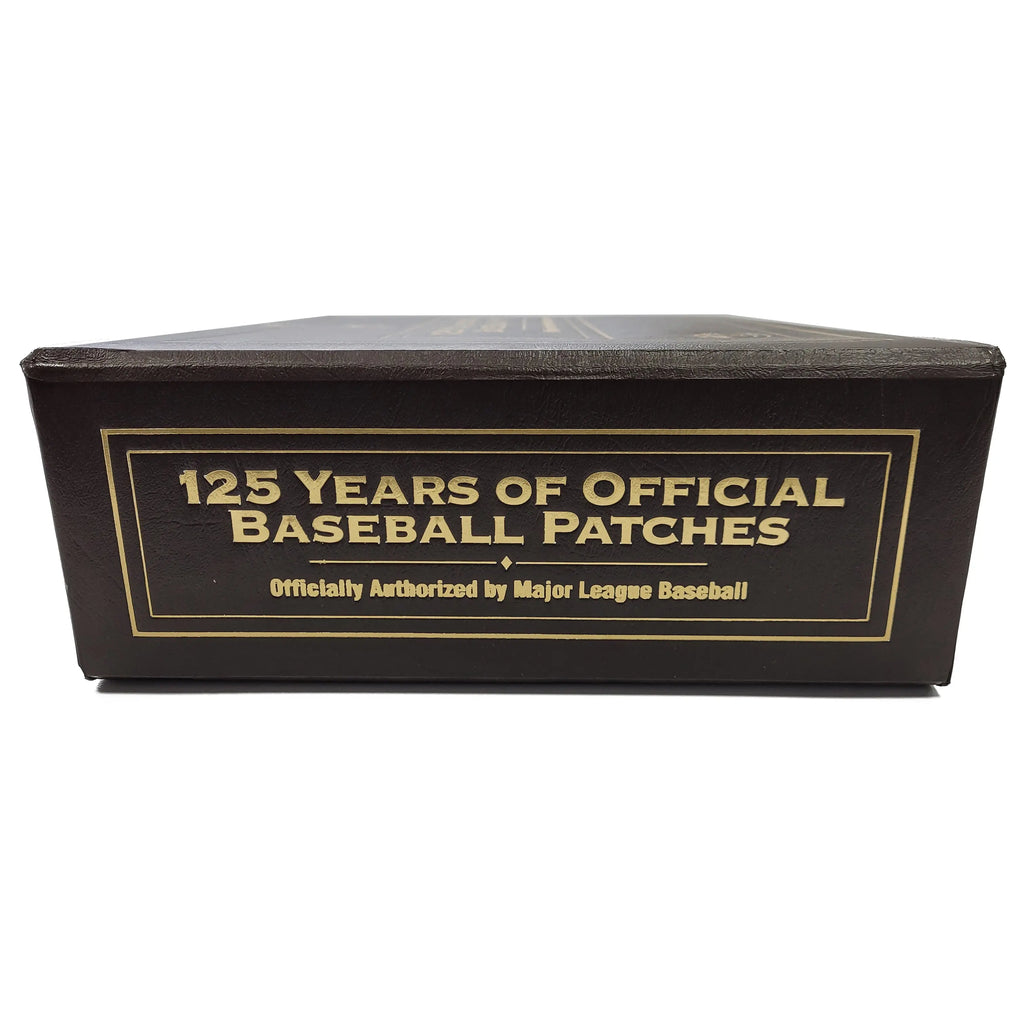 125 YEARS OF OFFICIAL
BASEBALL PATCHES
Officially Authorized by Major League Baseball